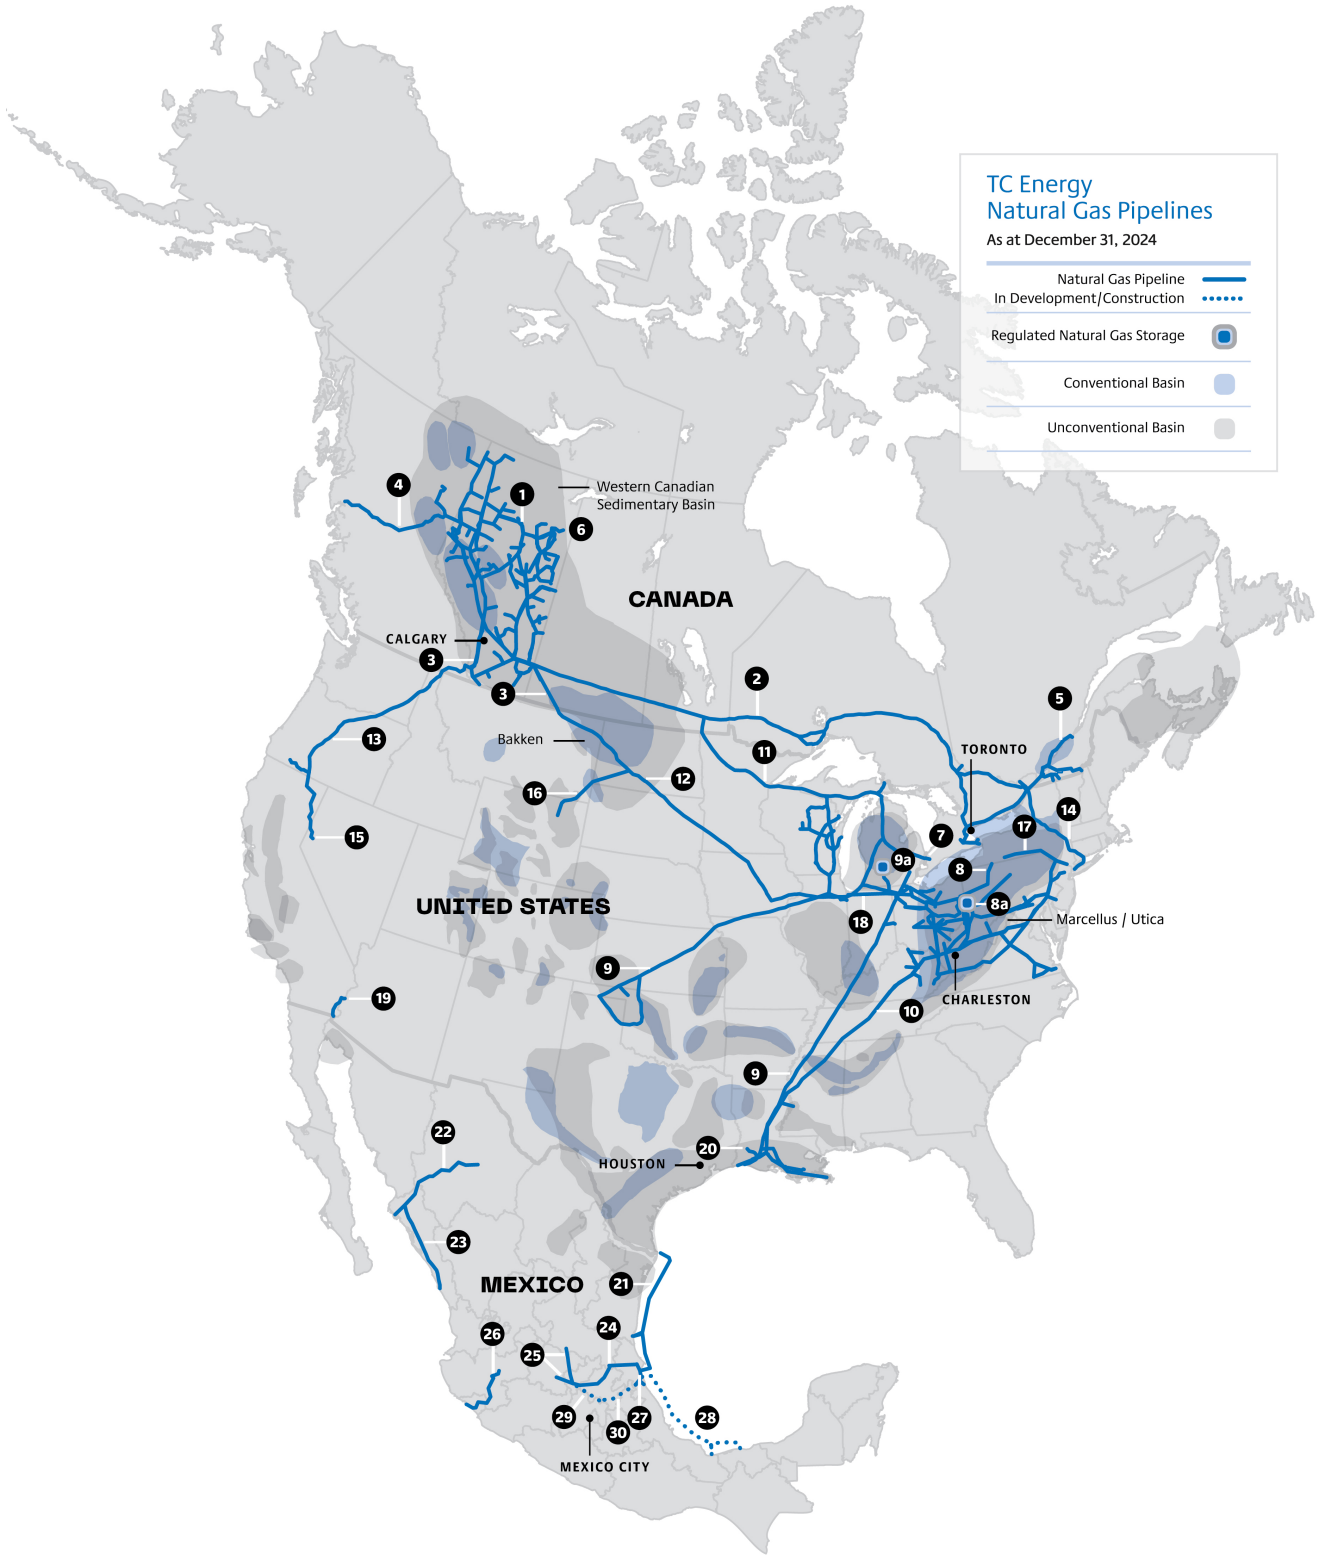 TC Energy
Natural Gas Pipelines
As at December 31, 2024
Natural Gas Pipeline
In Development/Construction
Regulated Natural Gas Storage
Conventional Basin
Unconventional Basin
4
1
Western Canadian
Sedimentary Basin
6
CANADA
CALGARY
3
3
2
5
13
Bakken
11
TORONTO
12
16
14
15
7
17
9a
8
UNITED STATES
8a
18
Marcellus / Utica
9
19
CHARLESTON
10
9
22
20
HOUSTON
23
21
MEXICO
26
24
25
29
30
27
28
MEXICO CITY